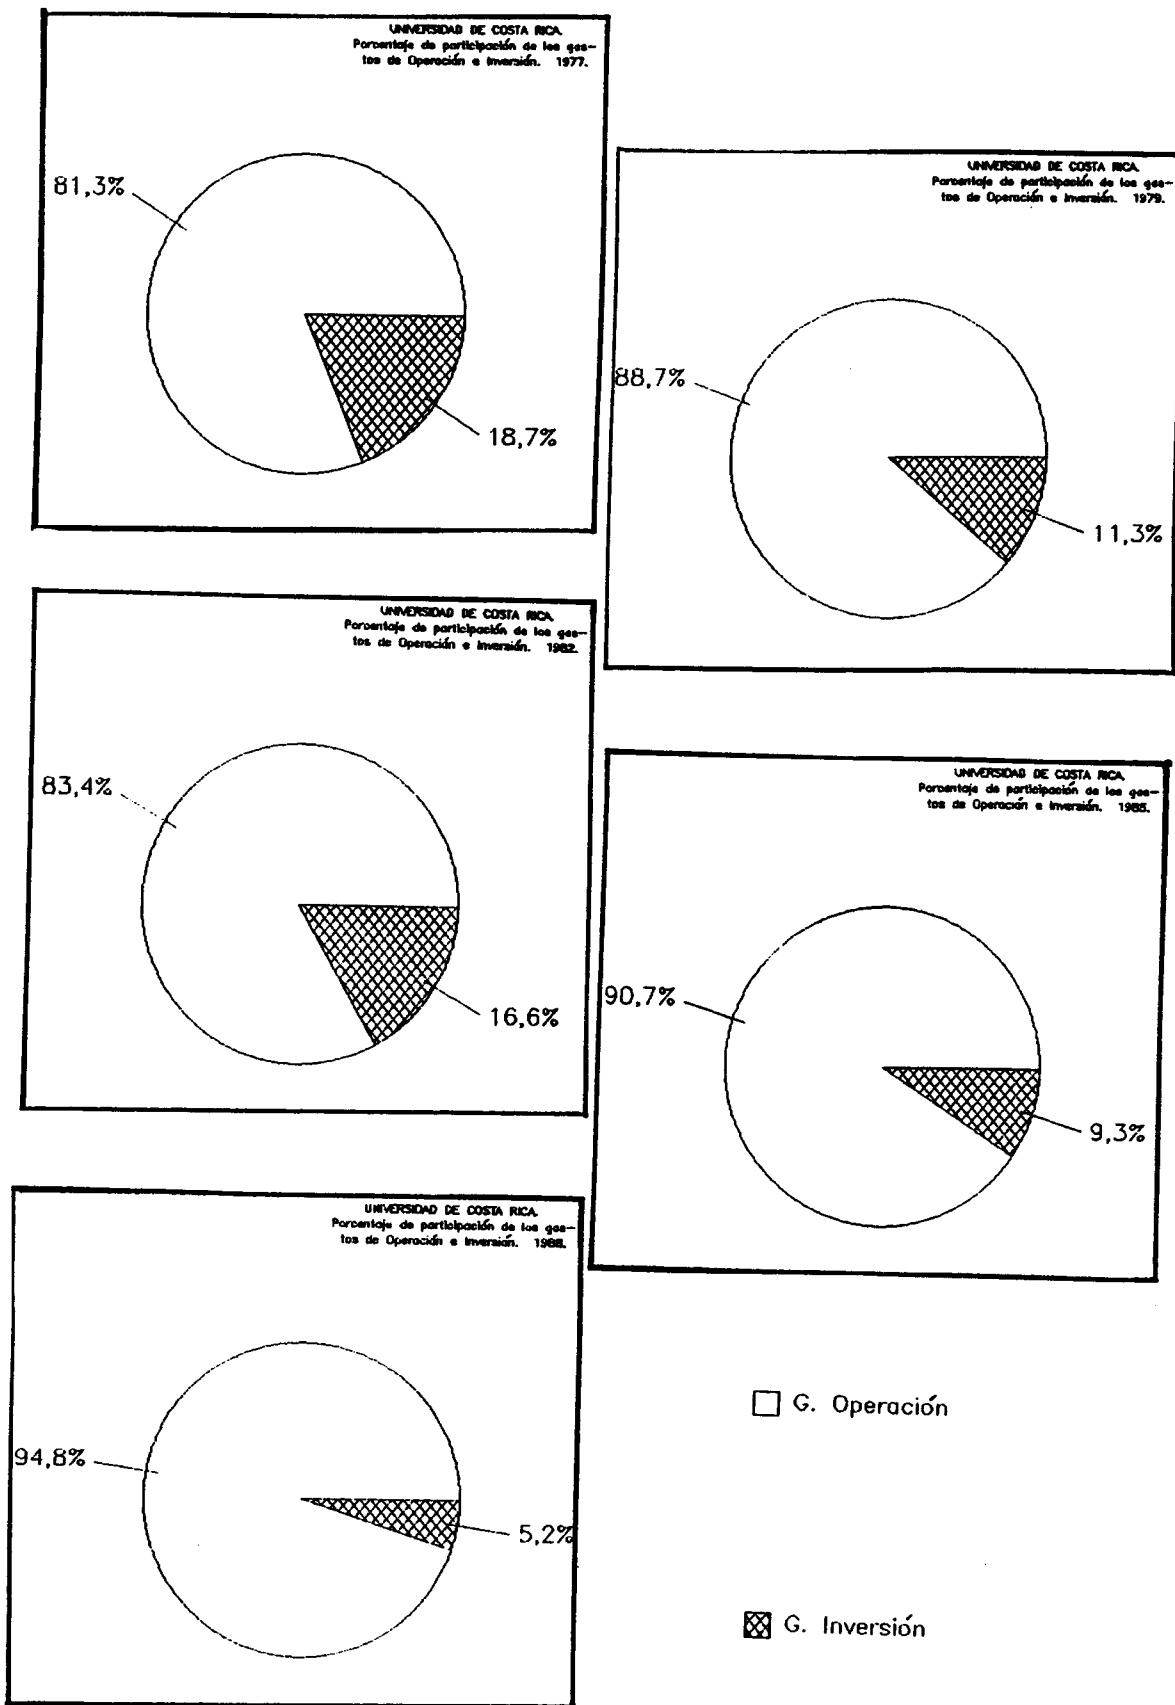 UNIVERSIDAD DE COSTA RICA.
Porcentaje de participación de los gas-
tos de Operación e Inversión. 1977.
81,3%
18,7%
UNIVERSIDAD DE COSTA RICA.
Porcentaje de participación de los gas-
tos de Operación e Inversión. 1979.
88,7%
11,3%
UNIVERSIDAD DE COSTA RICA.
Porcentaje de participación de los gas-
tos de Operación e Inversión. 1982.
83,4%
16,6%
UNIVERSIDAD DE COSTA RICA.
Porcentaje de participación de los gas-
tos de Operación e Inversión. 1985.
90,7%
9,3%
UNIVERSIDAD DE COSTA RICA.
Porcentaje de participación de los gas-
tos de Operación e Inversión. 1988.
94,8%
5,2%
G. Operación
G. Inversión